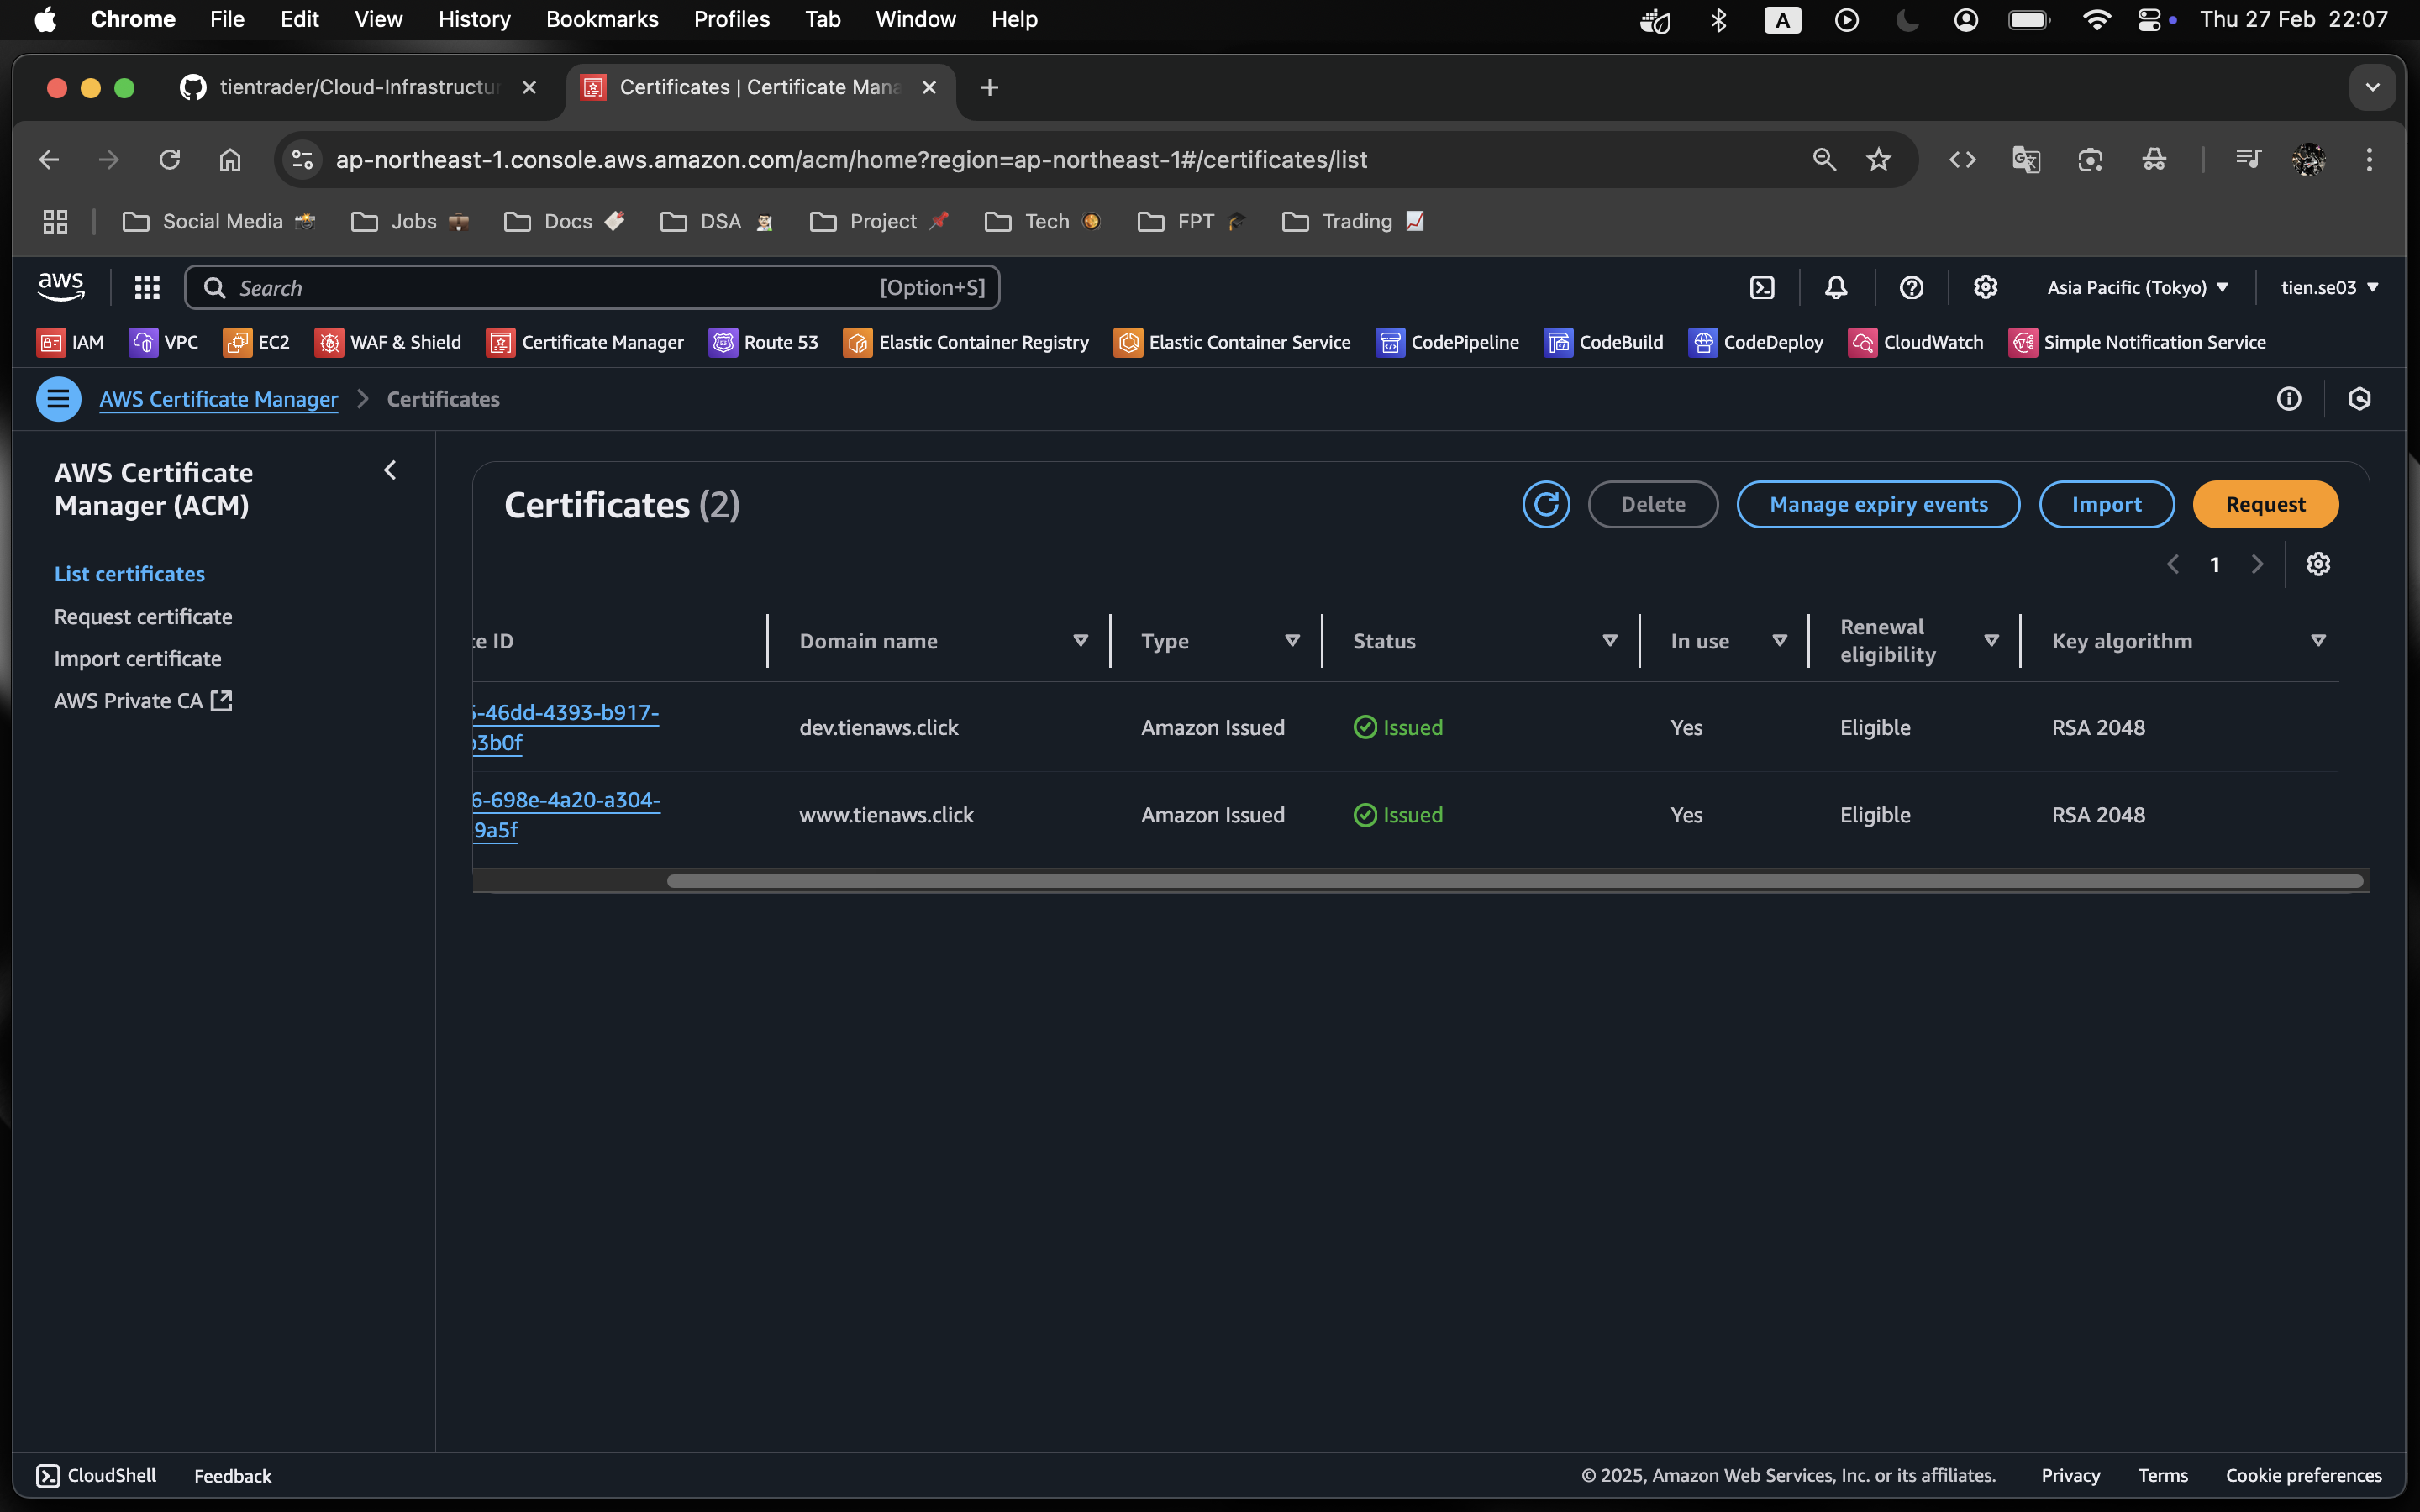 Chrome File Edit View History Bookmarks Profiles Tab Window Help A Thu 27 Feb 22:07
tientrader/Cloud-Infrastructur Certificates | Certificate Mana
ap-northeast-1.console.aws.amazon.com/acm/home?region=ap-northeast-1#/certificates/list
Social Media Jobs Docs DSA Project Tech FPT Trading
aws Search [Option+S] Asia Pacific (Tokyo) tien.se03
IAM VPC EC2 WAF & Shield Certificate Manager Route 53 Elastic Container Registry Elastic Container Service CodePipeline CodeBuild CodeDeploy CloudWatch Simple Notification Service
AWS Certificate Manager > Certificates
AWS Certificate
Manager (ACM)
List certificates
Request certificate
Import certificate
AWS Private CA
Certificates (2) Delete Manage expiry events Import Request
1
e ID Domain name Type Status In use Renewal eligibility Key algorithm
-46dd-4393-b917-
3b0f
dev.tienaws.click Amazon Issued Issued Yes Eligible RSA 2048
6-698e-4a20-a304-
9a5f
www.tienaws.click Amazon Issued Issued Yes Eligible RSA 2048
CloudShell Feedback © 2025, Amazon Web Services, Inc. or its affiliates. Privacy Terms Cookie preferences